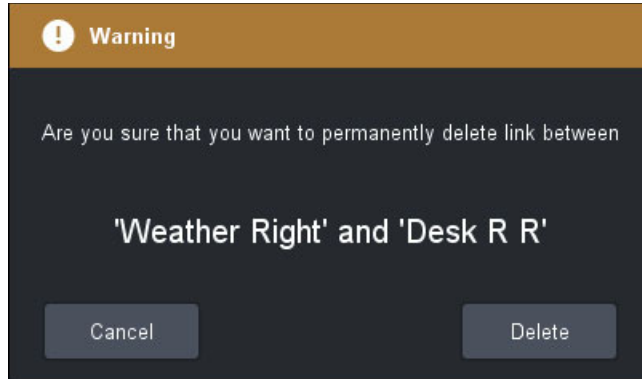 Warning
Are you sure that you want to permanently delete link between
'Weather Right' and 'Desk R R'
Cancel
Delete